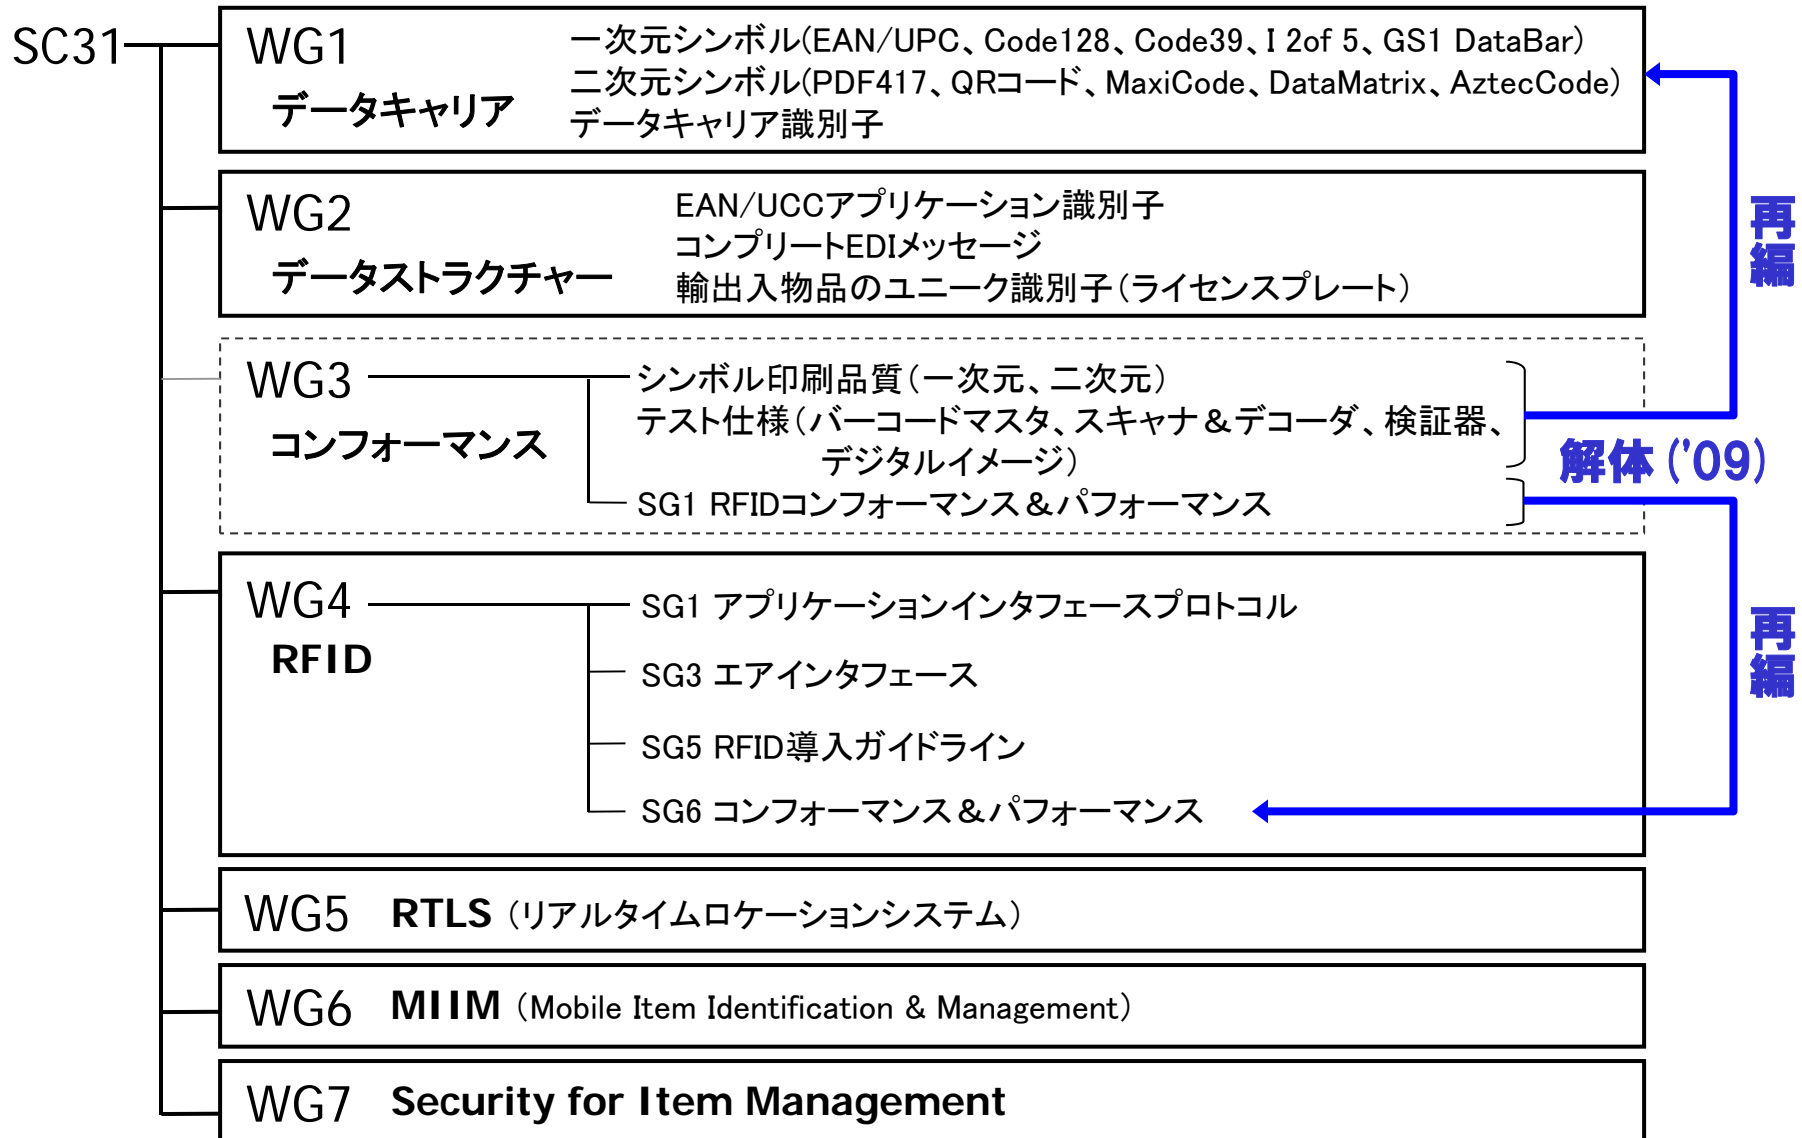 SC31
WG1
データキャリア
一次元シンボル(EAN/UPC、Code128、Code39、I 2of 5、GS1 DataBar)
二次元シンボル(PDF417、QRコード、MaxiCode、DataMatrix、AztecCode)
データキャリア識別子
WG2
データストラクチャー
EAN/UCCアプリケーション識別子
コンプリートEDIメッセージ
輸出入物品のユニーク識別子（ライセンスプレート）
再編
WG3
コンフォーマンス
シンボル印刷品質（一次元、二次元）
テスト仕様（バーコードマスタ、スキャナ＆デコーダ、検証器、
デジタルイメージ）
SG1 RFIDコンフォーマンス＆パフォーマンス
解体（'09）
WG4
RFID
SG1 アプリケーションインタフェースプロトコル
SG3 エアインタフェース
SG5 RFID導入ガイドライン
SG6 コンフォーマンス＆パフォーマンス
再編
WG5 RTLS （リアルタイムロケーションシステム）
WG6 MIIM （Mobile Item Identification & Management）
WG7 Security for Item Management